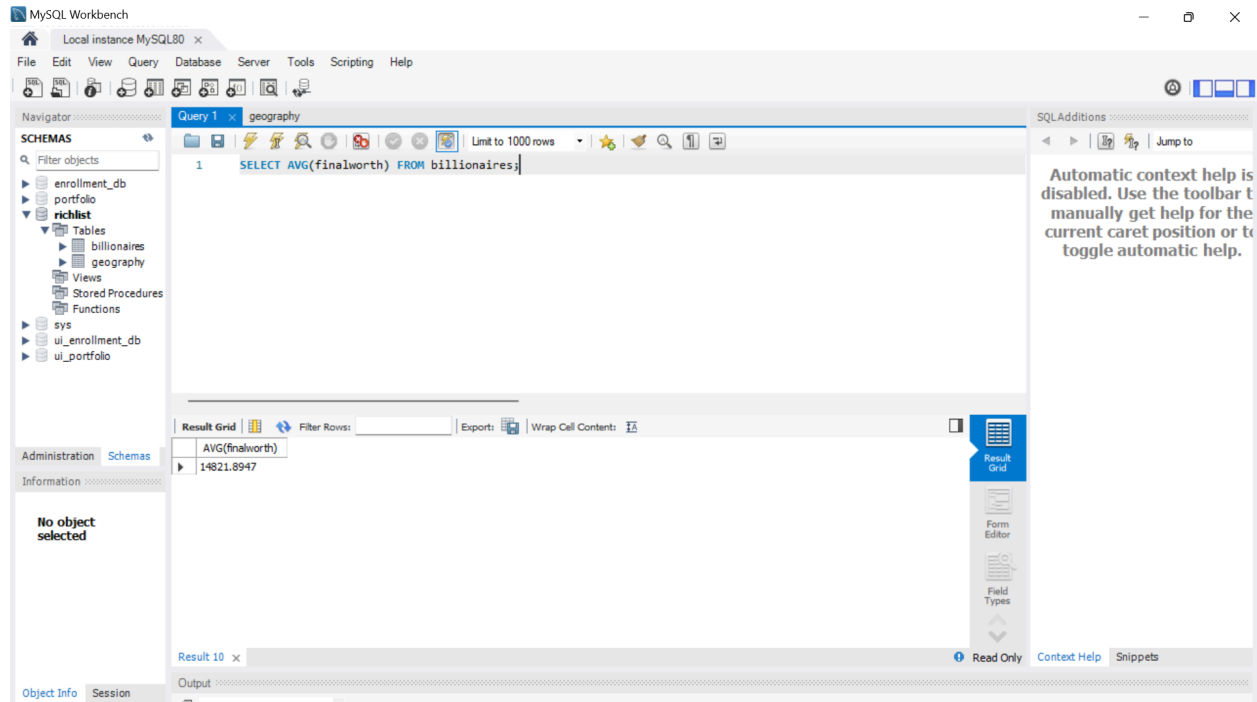 MySQL Workbench
Local instance MySQL80
File Edit View Query Database Server Tools Scripting Help
Navigator
SCHEMAS
Filter objects
enrollment_db
portfolio
richlist
Tables
billionaires
geography
Views
Stored Procedures
Functions
sys
ui_enrollment_db
ui_portfolio
Administration Schemas
Information
No object
selected
Object Info Session
Query 1 geography
Limit to 1000 rows
1 SELECT AVG(finalworth) FROM billionaires;
Result Grid Filter Rows: Export: Wrap Cell Content: IA
AVG(finalworth)
14821.8947
Result
Grid
Form
Editor
Field
Types
Result 10 Read Only
Output
SQLAdditions
Jump to
Automatic context help is
disabled. Use the toolbar t
manually get help for the
current caret position or to
toggle automatic help.
Context Help Snippets